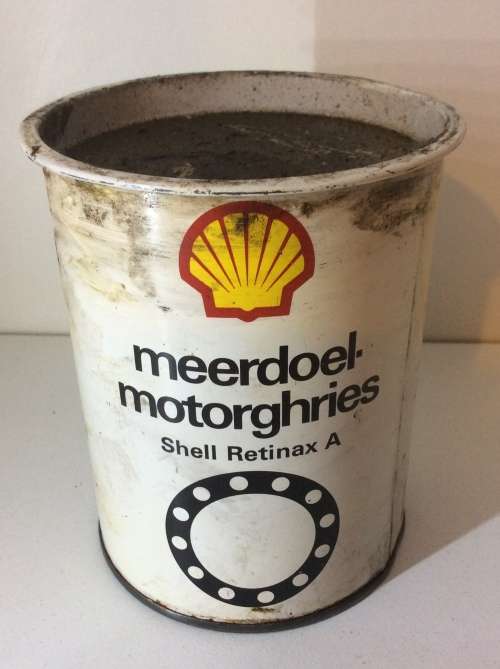 meerdoel-
motorghries
Shell Retinax A